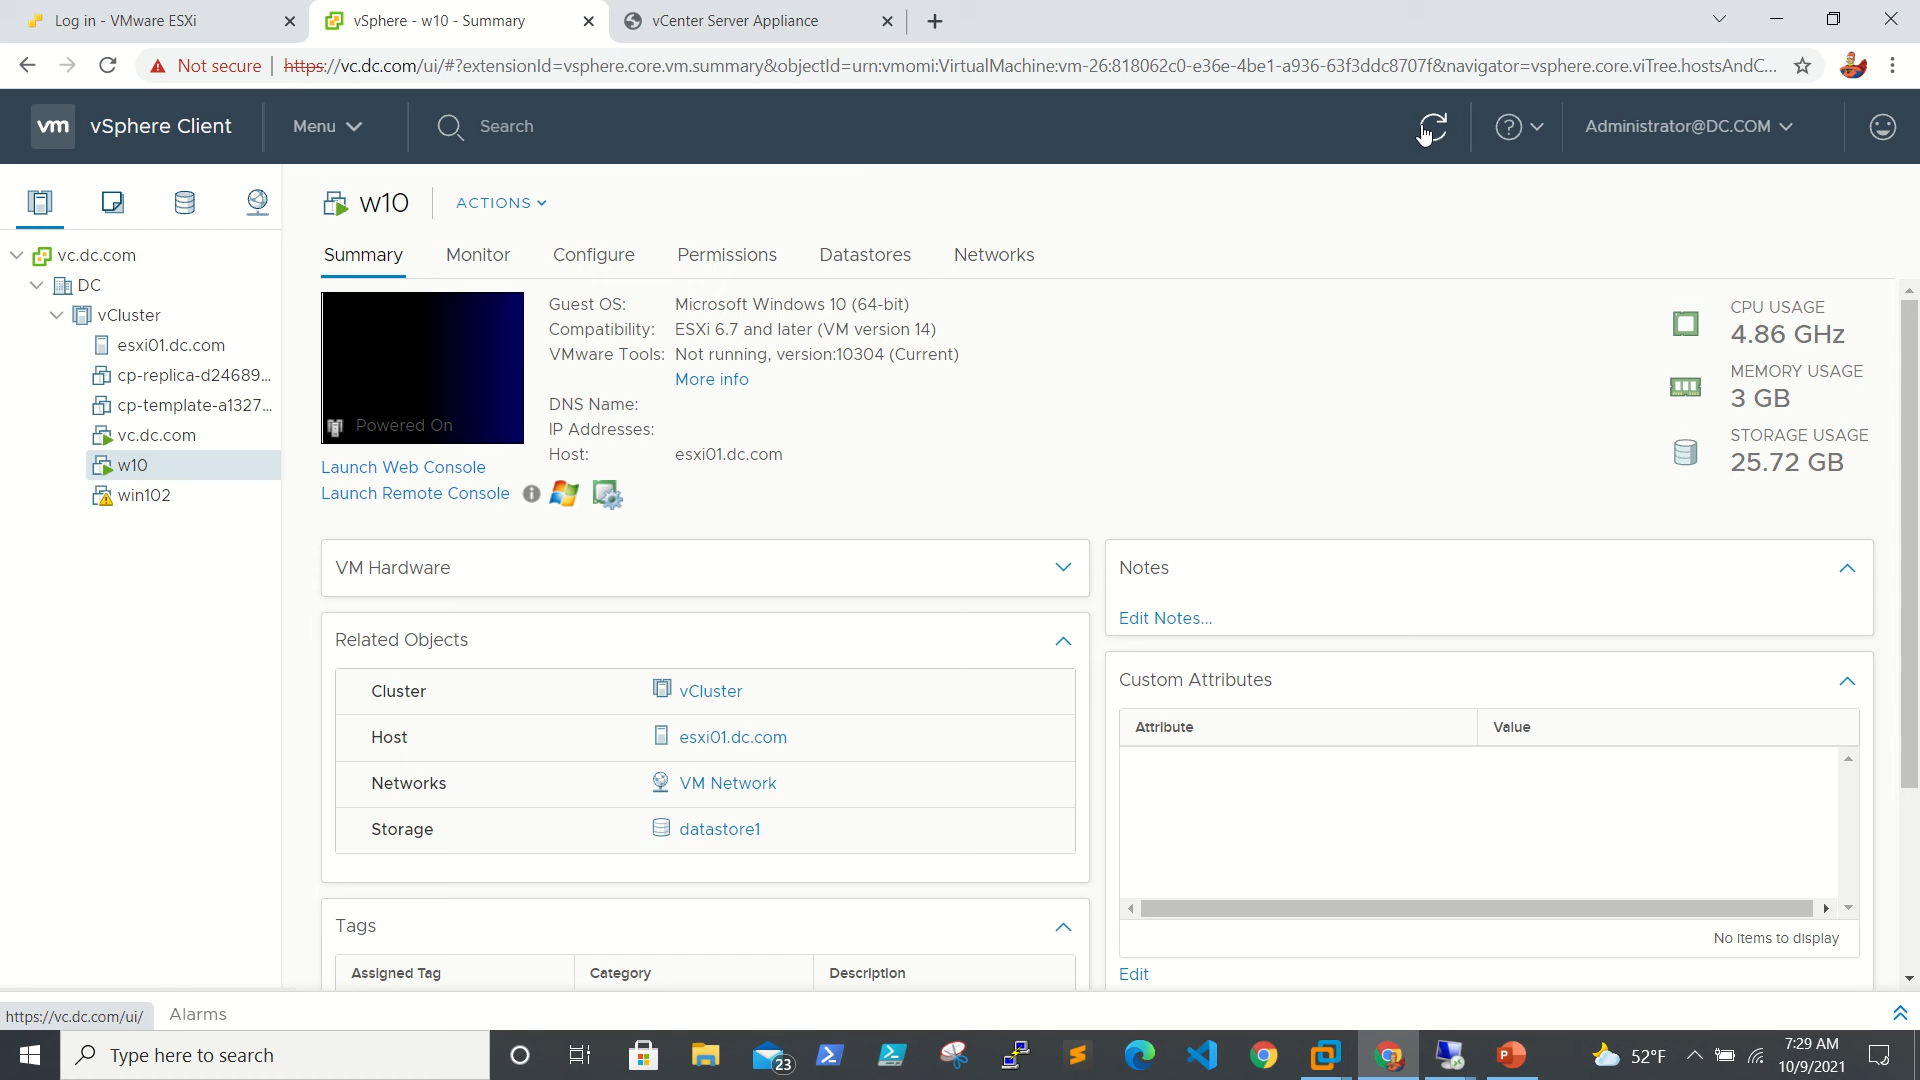 Log in - VMware ESXi
vSphere - w10 - Summary
vCenter Server Appliance
Not secure
https://vc.dc.com/ui/#?extensionId=vsphere.core.vm.summary&objectId=urn:vmomi:VirtualMachine:vm-26:818062c0-e36e-4be1-a936-63f3ddc8707f&navigator=vsphere.core.viTree.hostsAndC...
vm vSphere Client
Menu
Search
Administrator@DC.COM
w10
ACTIONS
Summary
Monitor
Configure
Permissions
Datastores
Networks
vc.dc.com
DC
vCluster
esxi01.dc.com
cp-replica-d24689...
cp-template-a1327...
vc.dc.com
w10
win102
Powered On
Launch Web Console
Launch Remote Console
Guest OS: Microsoft Windows 10 (64-bit)
Compatibility: ESXi 6.7 and later (VM version 14)
VMware Tools: Not running, version:10304 (Current)
More info
DNS Name:
IP Addresses:
Host: esxi01.dc.com
CPU USAGE
4.86 GHz
MEMORY USAGE
3 GB
STORAGE USAGE
25.72 GB
VM Hardware
Related Objects
Cluster vCluster
Host esxi01.dc.com
Networks VM Network
Storage datastore1
Tags
Assigned Tag Category Description
Notes
Edit Notes...
Custom Attributes
Attribute Value
No items to display
Edit
https://vc.dc.com/ui/
Alarms
Type here to search
23
52°F
7:29 AM
10/9/2021